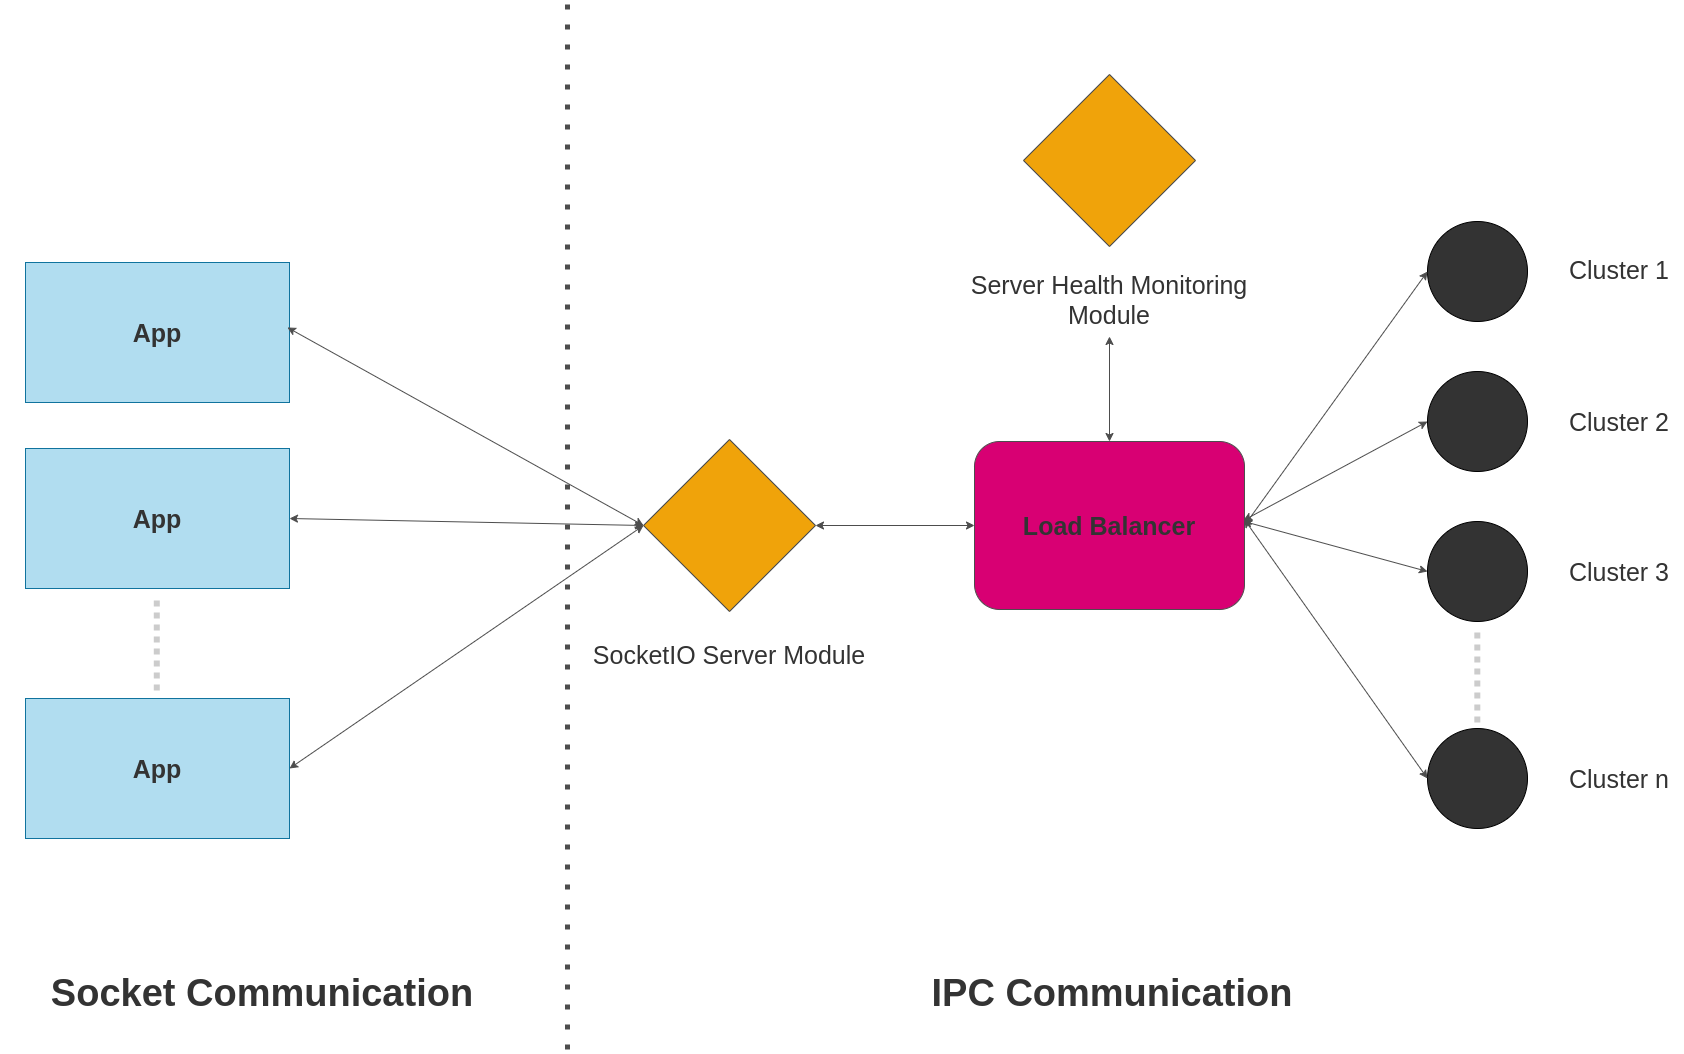 App
App
App
SocketIO Server Module
Server Health Monitoring
Module
Load Balancer
Cluster 1
Cluster 2
Cluster 3
Cluster n
Socket Communication
IPC Communication